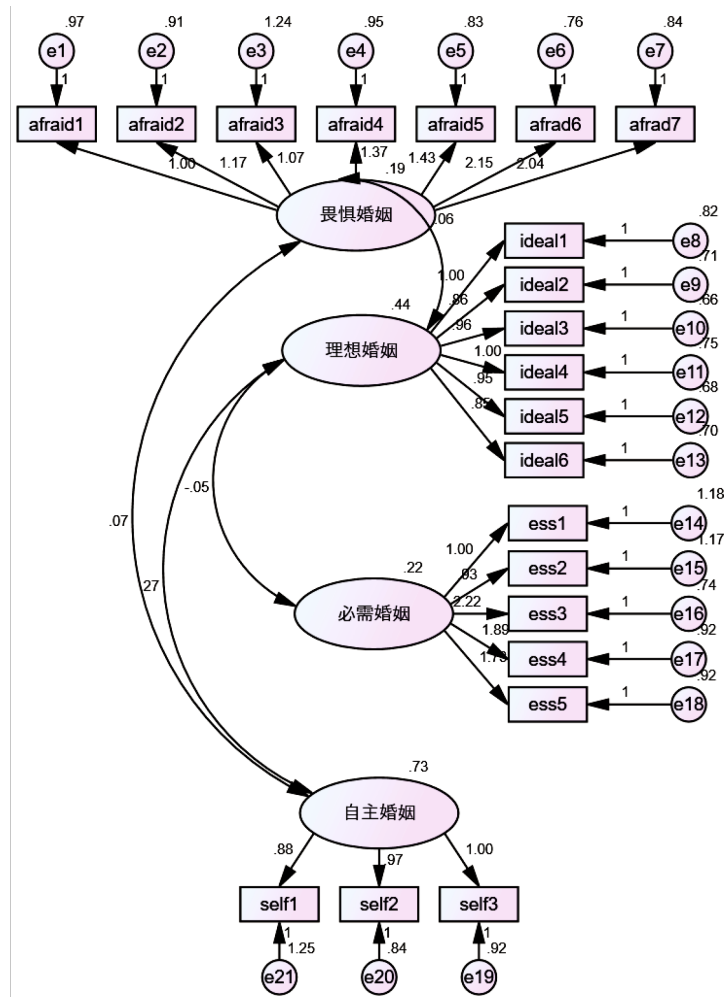 .97 .91 1.24 .95 .83 .76 .84
e1 e2 e3 e4 e5 e6 e7
1 1 1 1 1 1 1
afraid1 afraid2 afraid3 afraid4 afraid5 afrad6 afrad7
1.00 1.17 1.07 1.37 1.43 2.15 2.04
.19
畏惧婚姻
.06
.82
ideal1 1 e8
.71
1.00
ideal2 1 e9
.86
.66
.44
.96
ideal3 1 e10
.75
理想婚姻
1.00
ideal4 1 e11
.68
.95
ideal5 1 e12
.70
ideal6 1 e13
-.05
1.18
ess1 1 e14
.07
1.17
1.00
ess2 1 e15
.22
.93
.74
.27
2.22
ess3 1 e16
必需婚姻
.92
1.89
ess4 1 e17
.92
ess5 1 e18
.73
自主婚姻
.88 .97 1.00
self1 self2 self3
1 1 1
1.25 .84 .92
e21 e20 e19